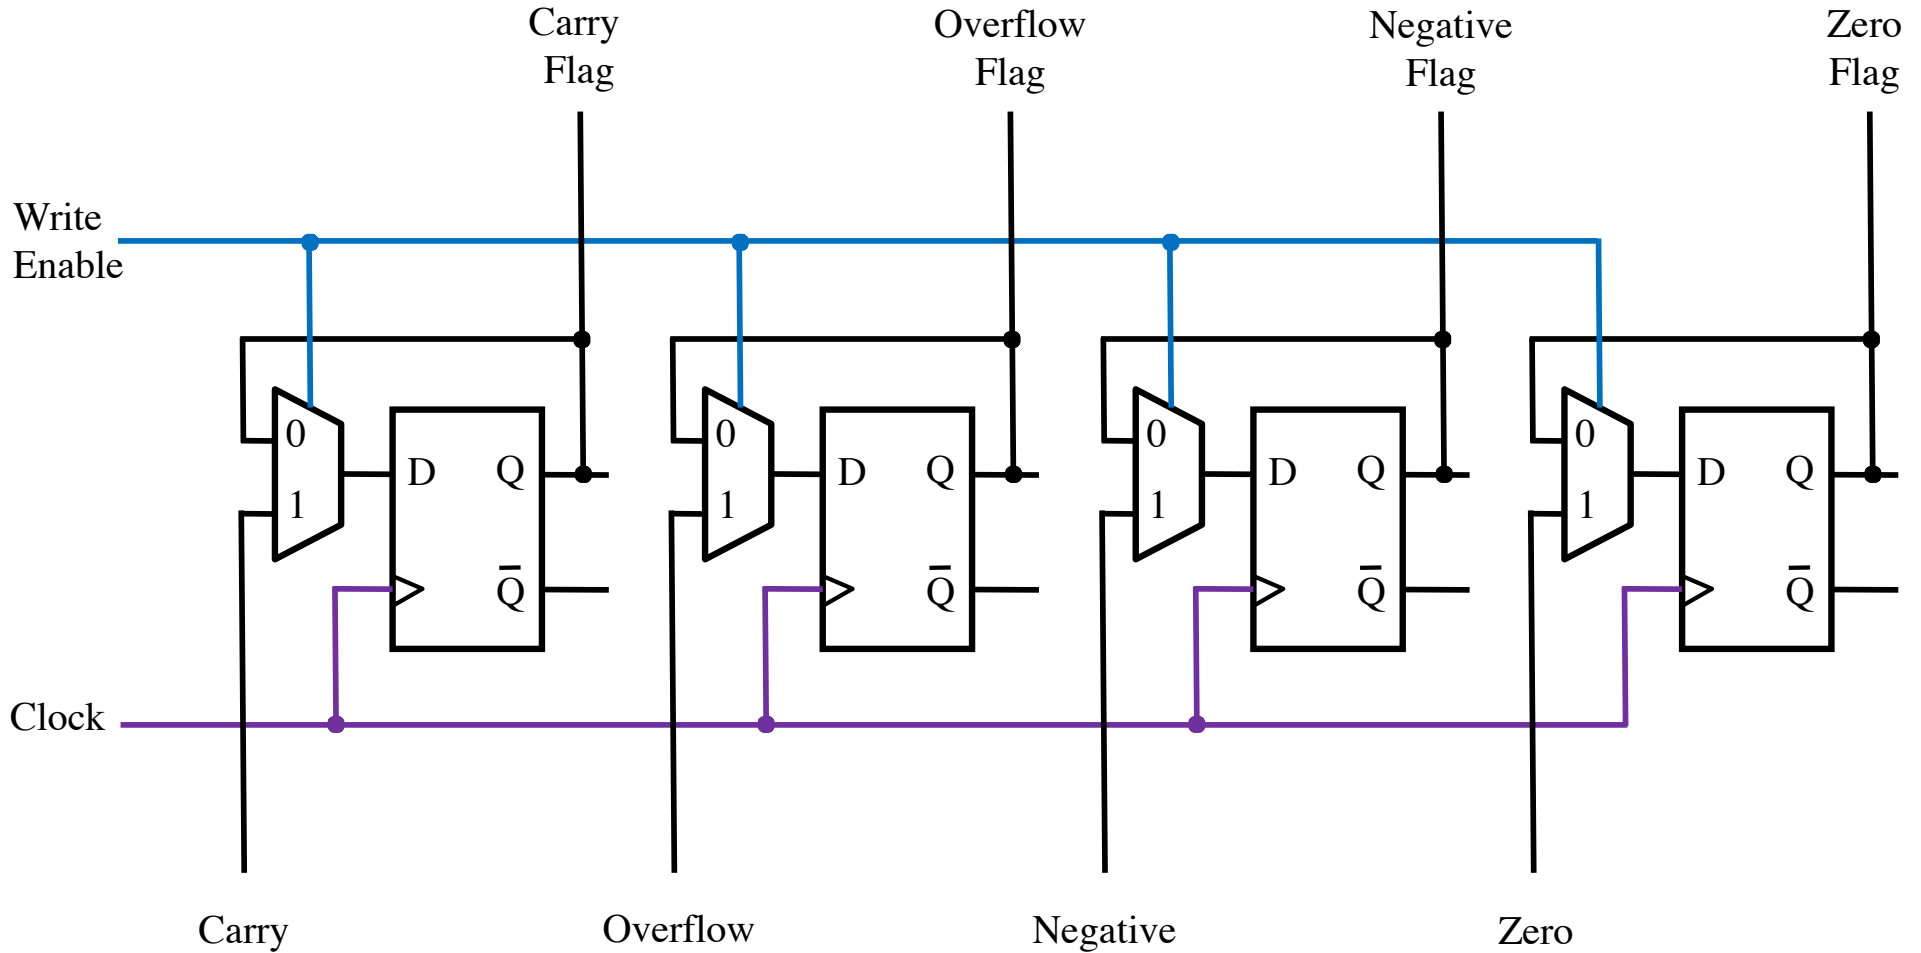 Carry
Flag
Overflow
Flag
Negative
Flag
Zero
Flag
Write
Enable
0
1
D
Q
Q̅
0
1
D
Q
Q̅
0
1
D
Q
Q̅
0
1
D
Q
Q̅
Clock
Carry
Overflow
Negative
Zero